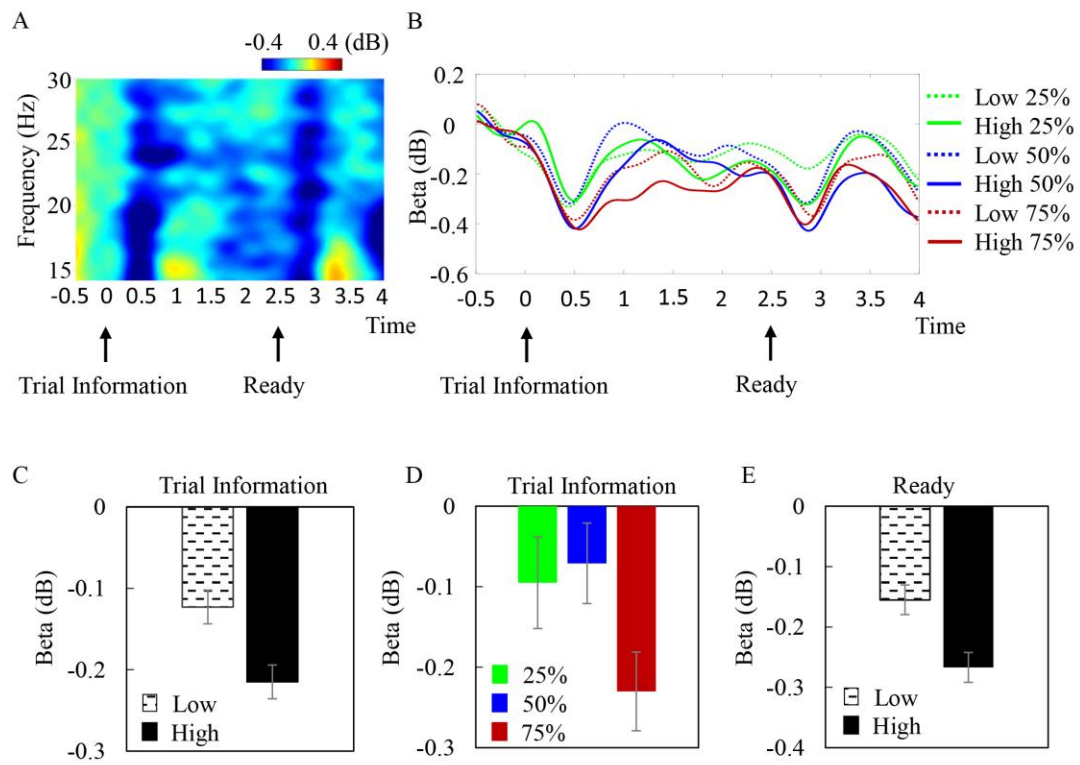 A
-0.4 0.4 (dB)
Frequency (Hz)
30
25
20
15
-0.5 0 0.5 1 1.5 2 2.5 3 3.5 4
Time
Trial Information
Ready
B
Beta (dB)
0.2
0
-0.2
-0.4
-0.6
-0.5 0 0.5 1 1.5 2 2.5 3 3.5 4
Time
Trial Information
Ready
Low 25%
High 25%
Low 50%
High 50%
Low 75%
High 75%
C
Trial Information
Beta (dB)
0
-0.1
-0.2
-0.3
Low
High
D
Trial Information
Beta (dB)
0
-0.1
-0.2
-0.3
25%
50%
75%
E
Ready
Beta (dB)
0
-0.1
-0.2
-0.3
-0.4
Low
High